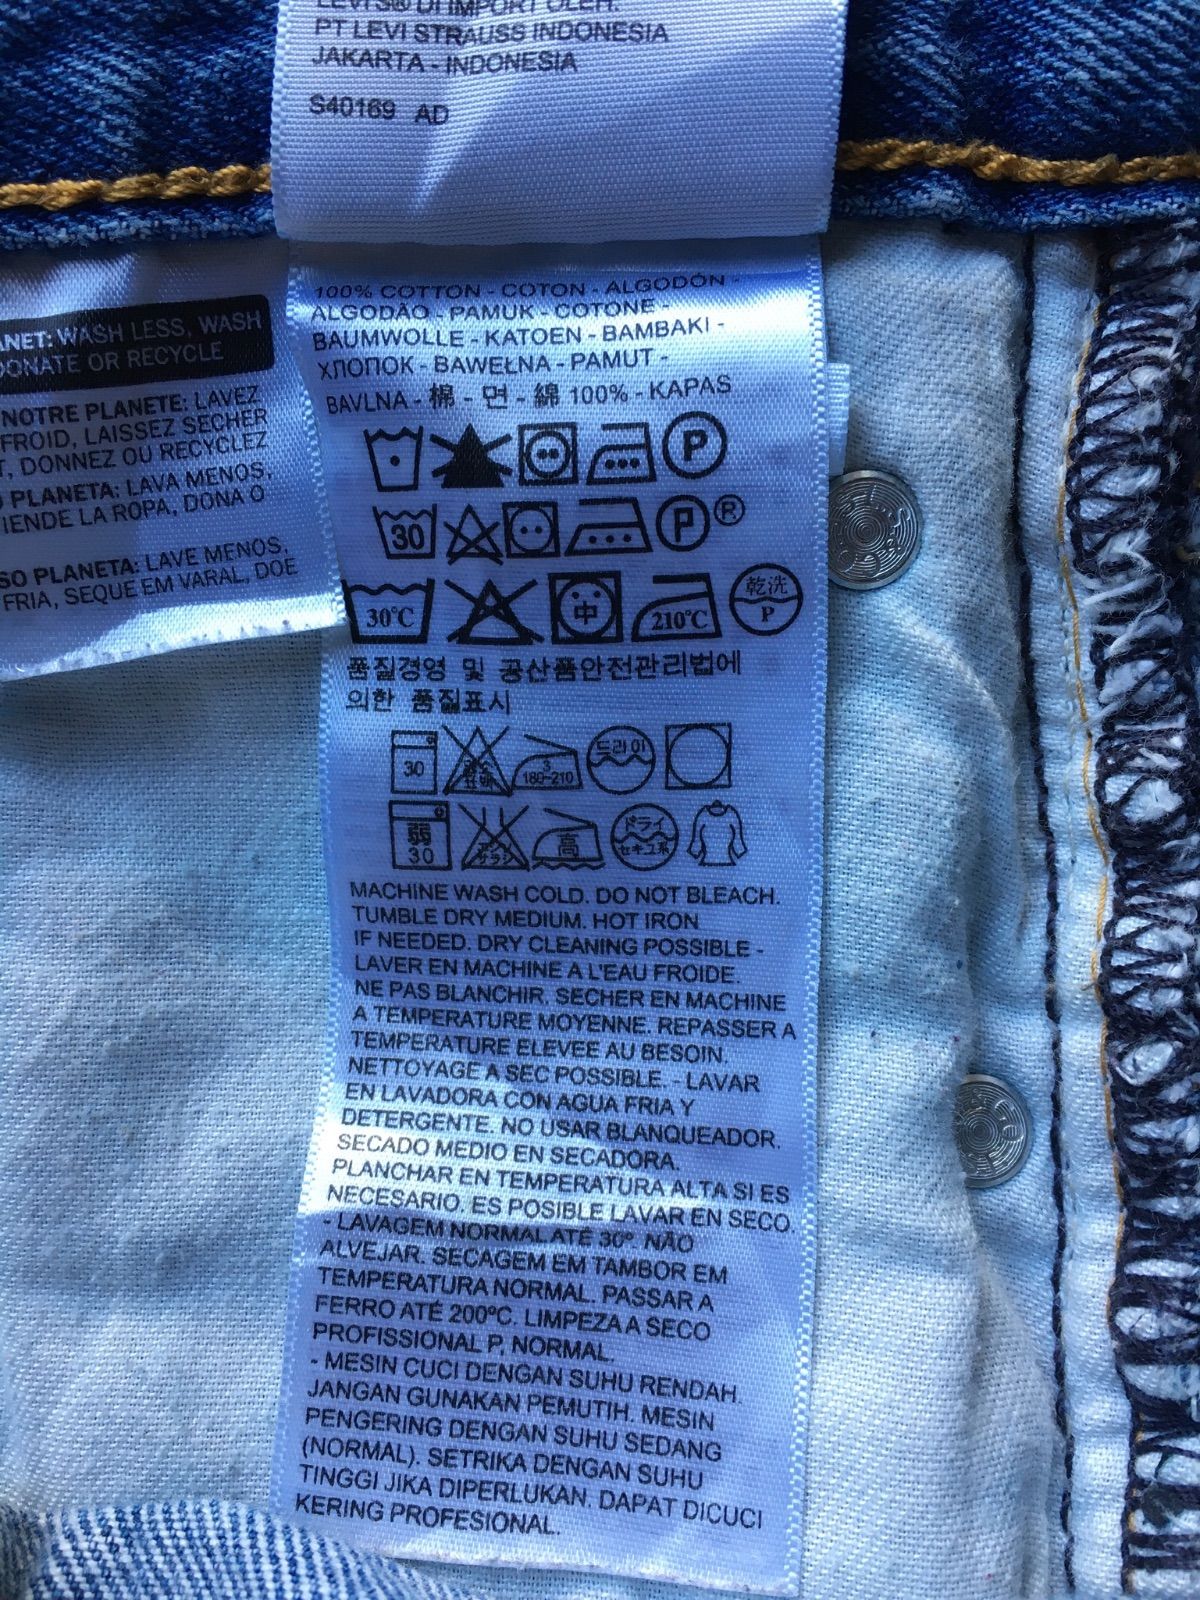 LEVI'S® DI IMPORT OLEH:
PT LEVI STRAUSS INDONESIA
JAKARTA - INDONESIA
S40169 AD
WASH LESS, WASH
OR RECYCLE
NOTRE PLANETE: LAVEZ
FROID, LAISSEZ SECHER
DONNEZ OU RECYCLEZ
PLANETA: LAVA MENOS,
LA ROPA, DONA O
PLANETA: LAVE MENOS,
FRIA, SEQUE EM VARAL, DOE
100% COTTON - COTON - ALGODÓN -
ALGODÃO - PAMUK - COTONE -
BAUMWOLLE - KATOEN - BAMBAKI -
ХЛОПОК - BAWEŁNA - PAMUT -
BAVLNA - 棉 - 면 - 綿 100% - KAPAS
P
30 P ®
30°C 中 210℃ 乾洗 P
품질경영 및 공산품안전관리법에
의한 품질표시
30 3 180~210 드라이
弱 30 高 ドライ セキユ系
MACHINE WASH COLD. DO NOT BLEACH.
TUMBLE DRY MEDIUM. HOT IRON
IF NEEDED. DRY CLEANING POSSIBLE -
LAVER EN MACHINE A L'EAU FROIDE.
NE PAS BLANCHIR. SECHER EN MACHINE
A TEMPERATURE MOYENNE. REPASSER A
TEMPERATURE ELEVEE AU BESOIN.
NETTOYAGE A SEC POSSIBLE. - LAVAR
EN LAVADORA CON AGUA FRIA Y
DETERGENTE. NO USAR BLANQUEADOR.
SECADO MEDIO EN SECADORA.
PLANCHAR EN TEMPERATURA ALTA SI ES
NECESARIO. ES POSIBLE LAVAR EN SECO.
- LAVAGEM NORMAL ATÉ 30º. NÃO
ALVEJAR. SECAGEM EM TAMBOR EM
TEMPERATURA NORMAL. PASSAR A
FERRO ATÉ 200ºC. LIMPEZA A SECO
PROFISSIONAL P, NORMAL.
- MESIN CUCI DENGAN SUHU RENDAH.
JANGAN GUNAKAN PEMUTIH. MESIN
PENGERING DENGAN SUHU SEDANG
(NORMAL). SETRIKA DENGAN SUHU
TINGGI JIKA DIPERLUKAN. DAPAT DICUCI
KERING PROFESIONAL.